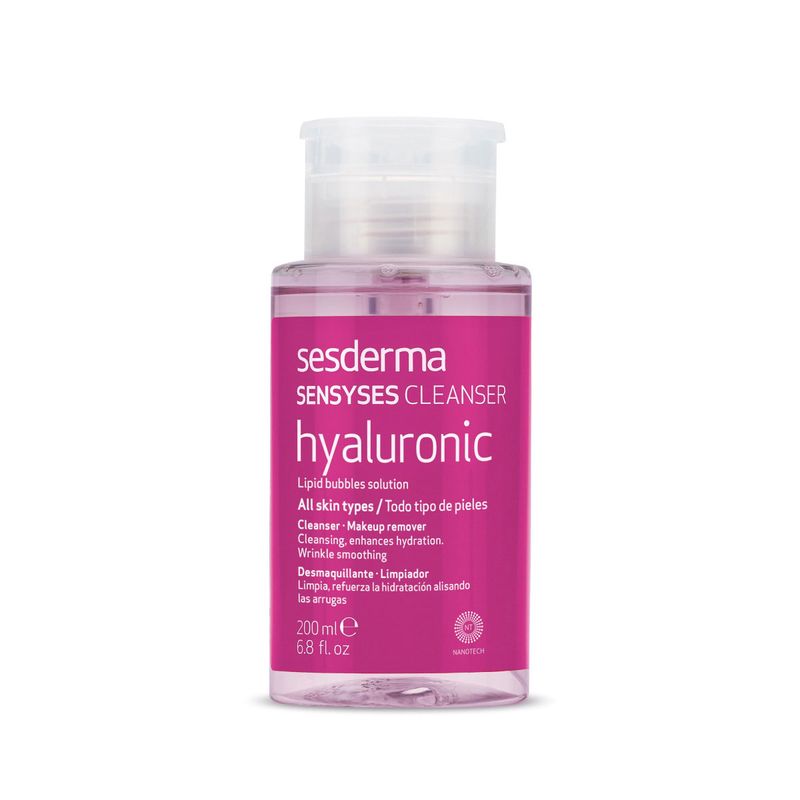 sesderma
SENSYSES CLEANSER
hyaluronic
Lipid bubbles solution
All skin types / Todo tipo de pieles
Cleanser · Makeup remover
Cleansing, enhances hydration.
Wrinkle smoothing
Desmaquillante · Limpiador
Limpia, refuerza la hidratación alisando
las arrugas
200 ml ℮
6.8 fl. oz
NT
NANOTECH